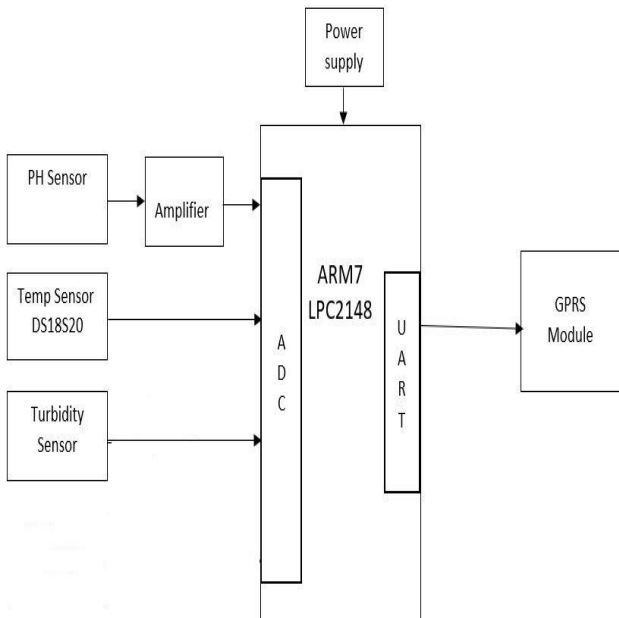 Power
supply
PH Sensor
Amplifier
Temp Sensor
DS18S20
Turbidity
Sensor
A
D
C
ARM7
LPC2148
U
A
R
T
GPRS
Module